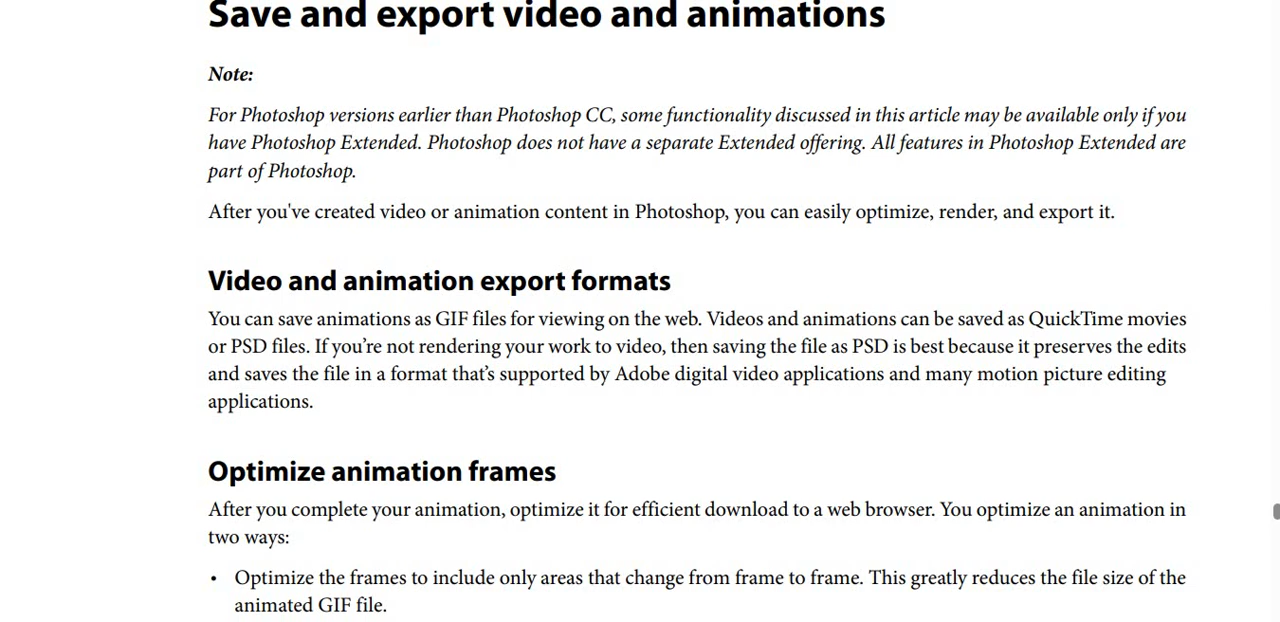 Save and export video and animations
Note:
For Photoshop versions earlier than Photoshop CC, some functionality discussed in this article may be available only if you
have Photoshop Extended. Photoshop does not have a separate Extended offering. All features in Photoshop Extended are
part of Photoshop.
After you've created video or animation content in Photoshop, you can easily optimize, render, and export it.
Video and animation export formats
You can save animations as GIF files for viewing on the web. Videos and animations can be saved as QuickTime movies
or PSD files. If you’re not rendering your work to video, then saving the file as PSD is best because it preserves the edits
and saves the file in a format that’s supported by Adobe digital video applications and many motion picture editing
applications.
Optimize animation frames
After you complete your animation, optimize it for efficient download to a web browser. You optimize an animation in
two ways:
• Optimize the frames to include only areas that change from frame to frame. This greatly reduces the file size of the
animated GIF file.